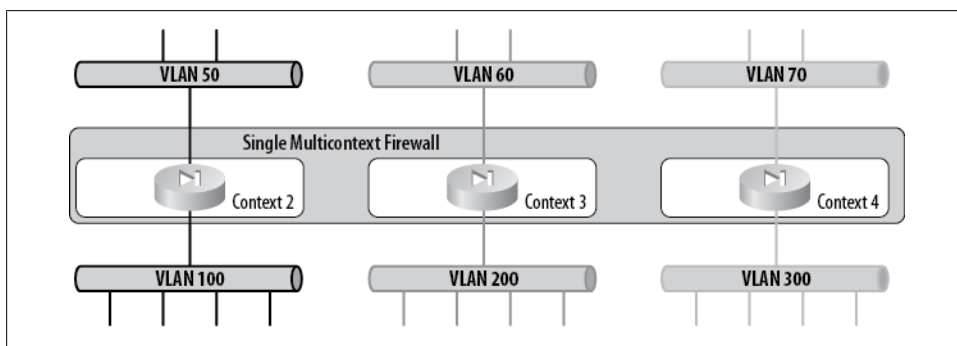 VLAN 50
VLAN 60
VLAN 70
Single Multicontext Firewall
Context 2
Context 3
Context 4
VLAN 100
VLAN 200
VLAN 300